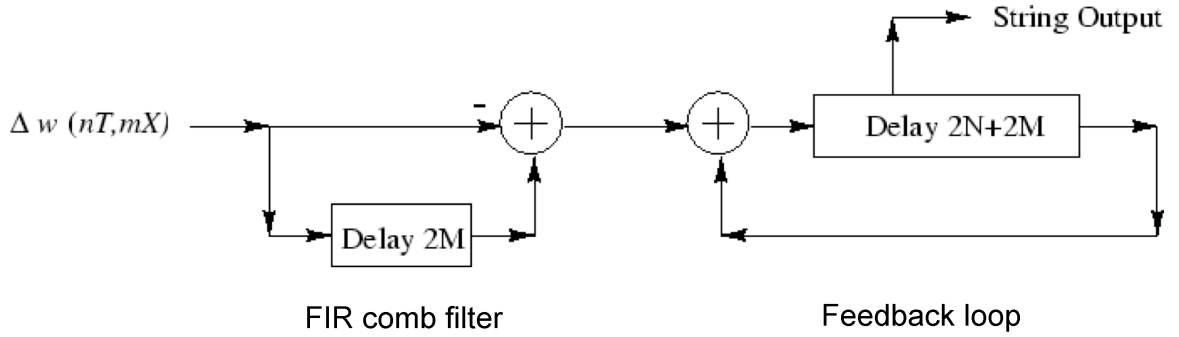 String Output
Δ w (nT,mX)
-
+
+
Delay 2N+2M
Delay 2M
FIR comb filter
Feedback loop